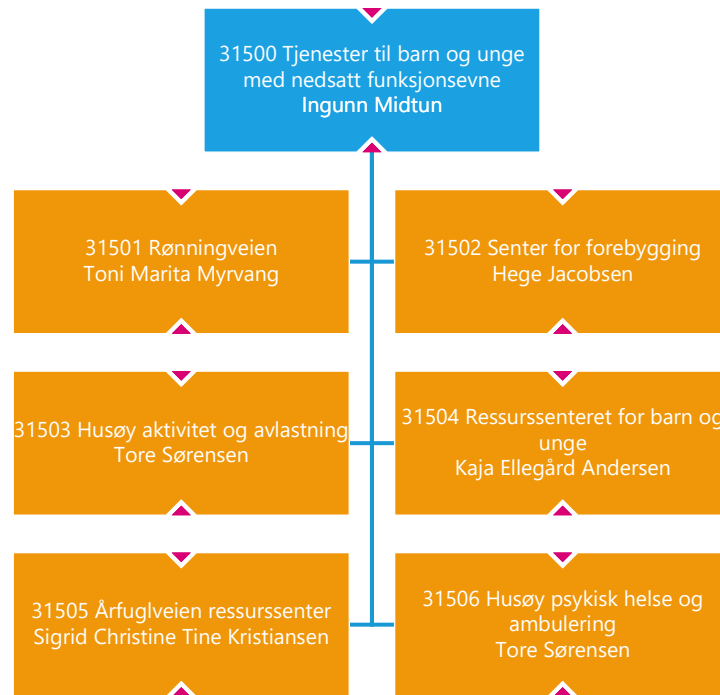 31500 Tjenester til barn og unge
med nedsatt funksjonsevne
Ingunn Midtun
31501 Rønningveien
Toni Marita Myrvang
31502 Senter for forebygging
Hege Jacobsen
31503 Husøy aktivitet og avlastning
Tore Sørensen
31504 Ressurssenteret for barn og
unge
Kaja Ellegård Andersen
31505 Årfuglveien ressurssenter
Sigrid Christine Tine Kristiansen
31506 Husøy psykisk helse og
ambulering
Tore Sørensen